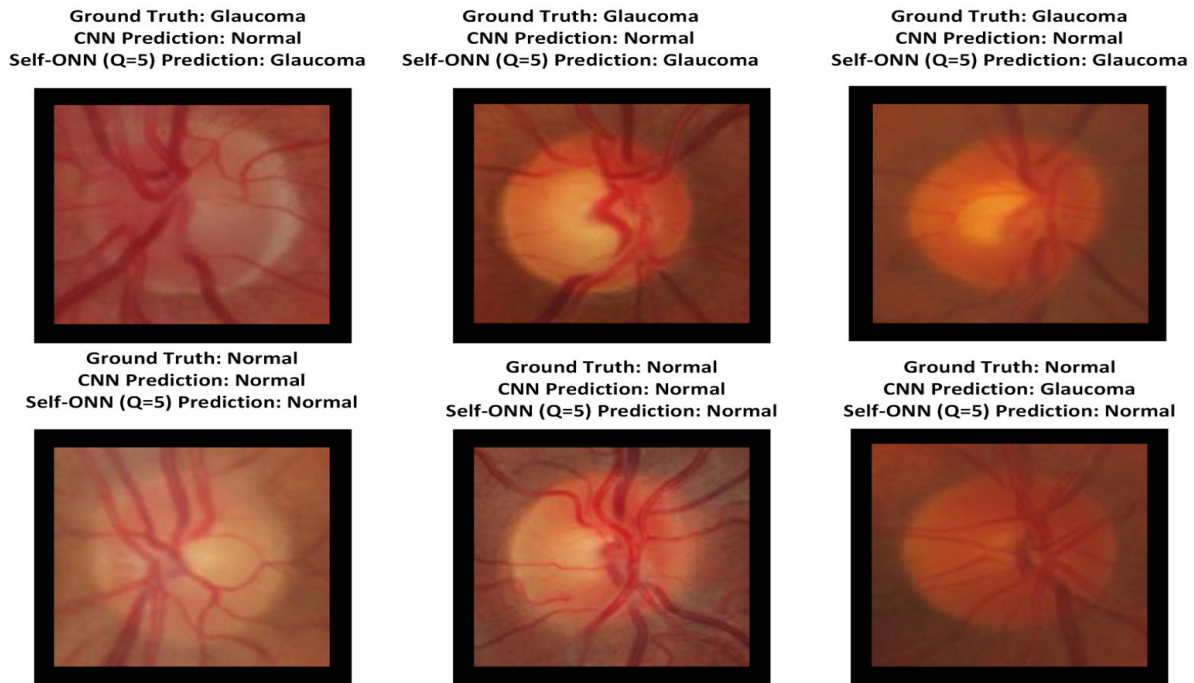 Ground Truth: Glaucoma
CNN Prediction: Normal
Self-ONN (Q=5) Prediction: Glaucoma
Ground Truth: Glaucoma
CNN Prediction: Normal
Self-ONN (Q=5) Prediction: Glaucoma
Ground Truth: Glaucoma
CNN Prediction: Normal
Self-ONN (Q=5) Prediction: Glaucoma
Ground Truth: Normal
CNN Prediction: Normal
Self-ONN (Q=5) Prediction: Normal
Ground Truth: Normal
CNN Prediction: Normal
Self-ONN (Q=5) Prediction: Normal
Ground Truth: Normal
CNN Prediction: Glaucoma
Self-ONN (Q=5) Prediction: Normal